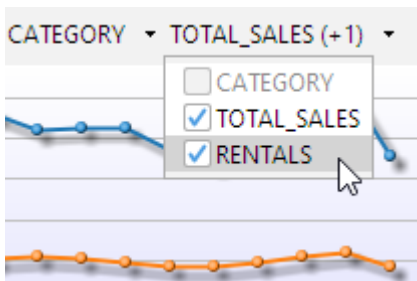 CATEGORY TOTAL_SALES (+1)
CATEGORY
TOTAL_SALES
RENTALS